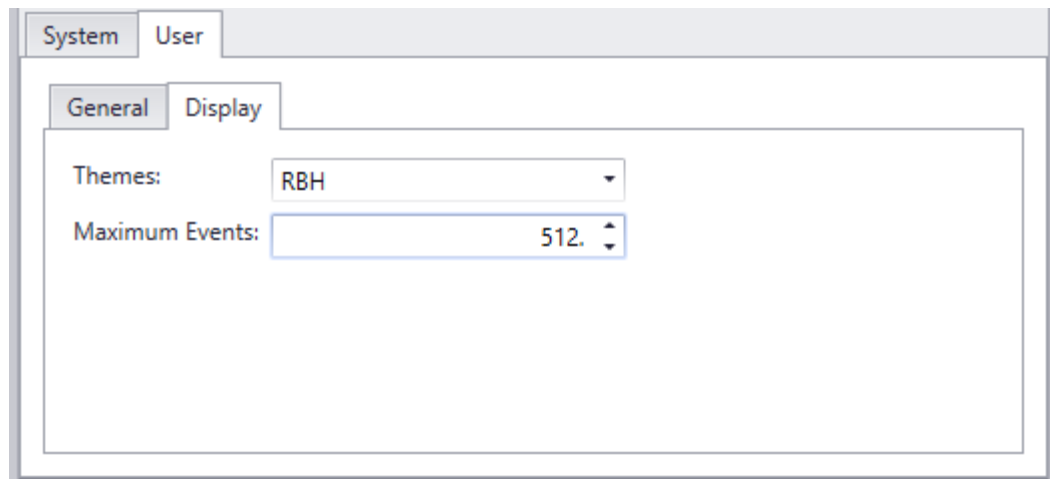 System User
General Display
Themes: RBH
Maximum Events: 512.